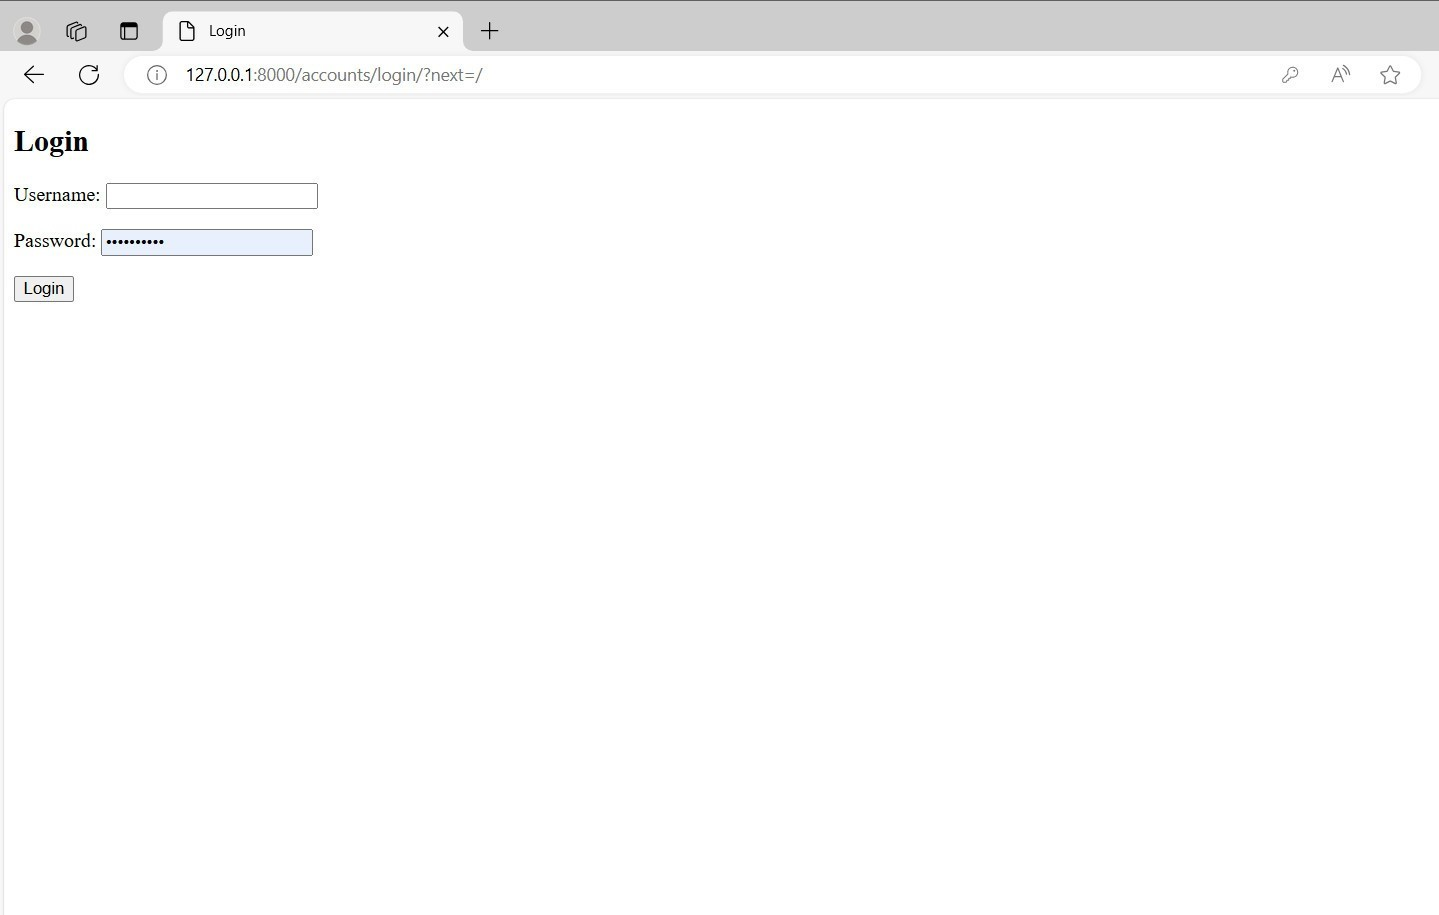 Login
127.0.0.1:8000/accounts/login/?next=/
Login
Username:
Password: ••••••••••
Login